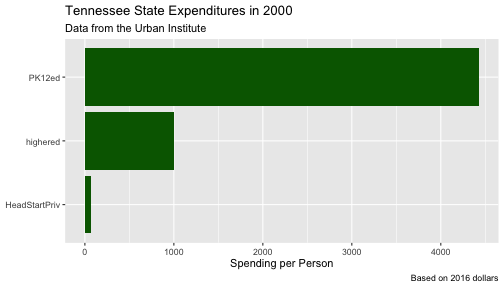 Tennessee State Expenditures in 2000
Data from the Urban Institute
PK12ed
highered
HeadStartPriv
0 1000 2000 3000 4000
Spending per Person
Based on 2016 dollars